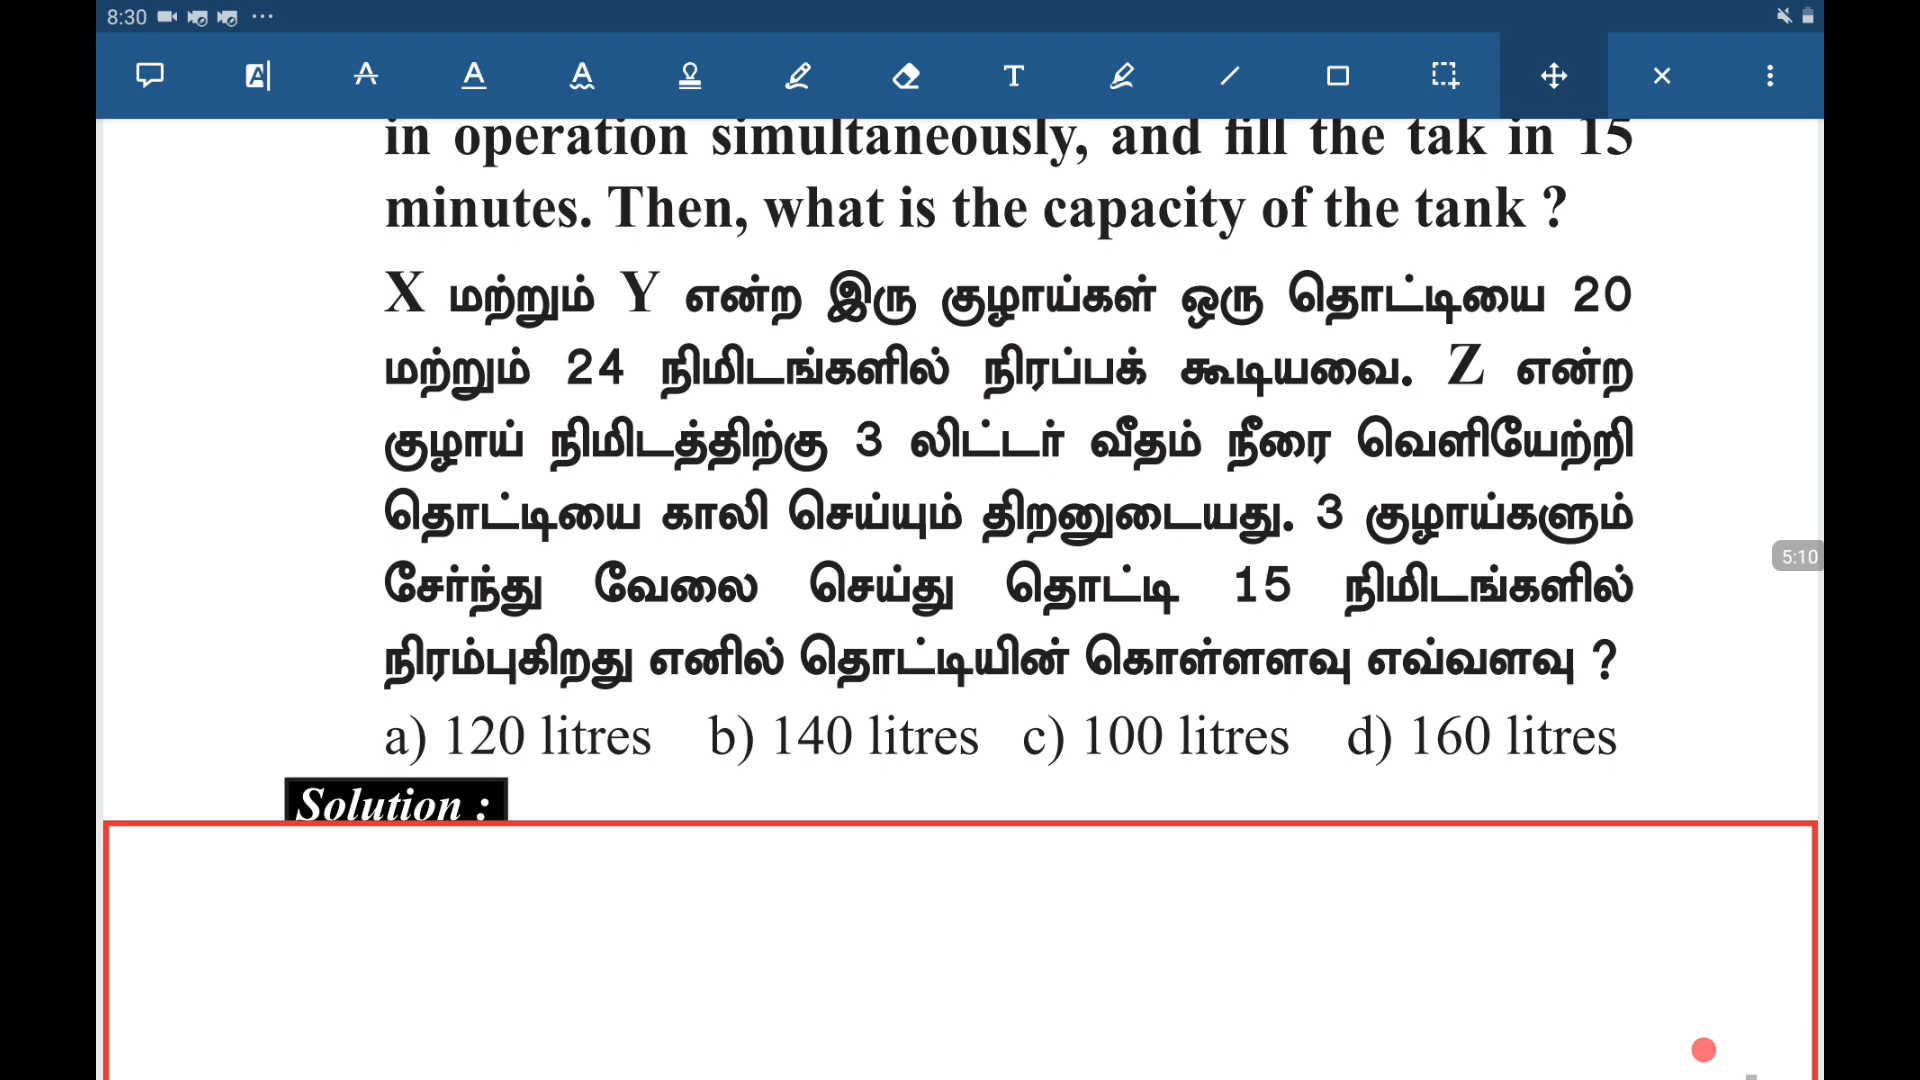 8:30
in operation simultaneously, and fill the tak in 15
minutes. Then, what is the capacity of the tank ?
X மற்றும் Y என்ற இரு குழாய்கள் ஒரு தொட்டியை 20
மற்றும் 24 நிமிடங்களில் நிரப்பக் கூடியவை. Z என்ற
குழாய் நிமிடத்திற்கு 3 லிட்டர் வீதம் நீரை வெளியேற்றி
தொட்டியை காலி செய்யும் திறனுடையது. 3 குழாய்களும்
சேர்ந்து வேலை செய்து தொட்டி 15 நிமிடங்களில்
நிரம்புகிறது எனில் தொட்டியின் கொள்ளளவு எவ்வளவு ?
a) 120 litres b) 140 litres c) 100 litres d) 160 litres
Solution :
5:10